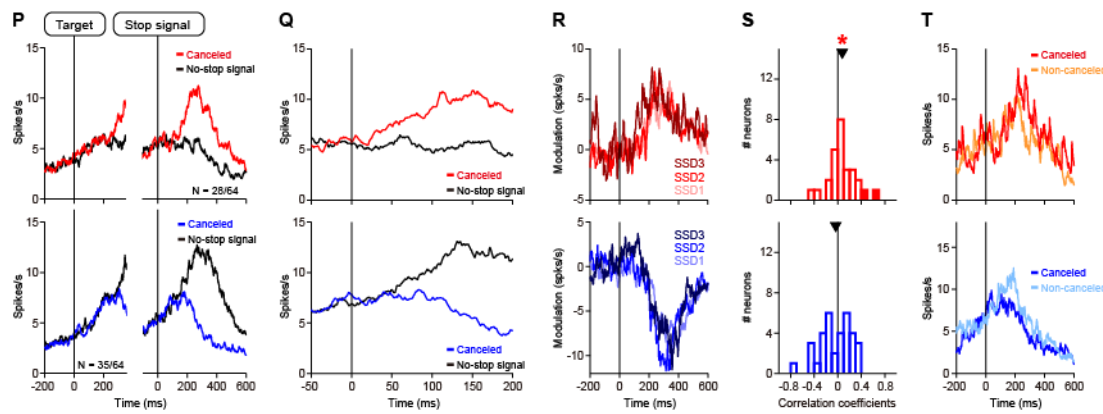 P
Target
Stop signal
Q
R
S
T
15
10
5
0
Spikes/s
Canceled
No-stop signal
N = 28/64
15
10
5
0
Spikes/s
Canceled
No-stop signal
10
5
0
-5
Modulation (spks/s)
SSD3
SSD2
SSD1
*
12
8
4
0
# neurons
15
10
5
0
Spikes/s
Canceled
Non-canceled
15
10
5
0
Spikes/s
Canceled
No-stop signal
N = 35/64
-200 0 200 -200 0 200 400 600
Time (ms)
15
10
5
0
Spikes/s
Canceled
No-stop signal
-50 0 50 100 150 200
Time (ms)
5
0
-5
-10
Modulation (spks/s)
SSD3
SSD2
SSD1
-200 0 200 400 600
Time (ms)
12
8
4
0
# neurons
-0.8 -0.4 0 0.4 0.8
Correlation coefficients
15
10
5
0
Spikes/s
Canceled
Non-canceled
-200 0 200 400 600
Time (ms)